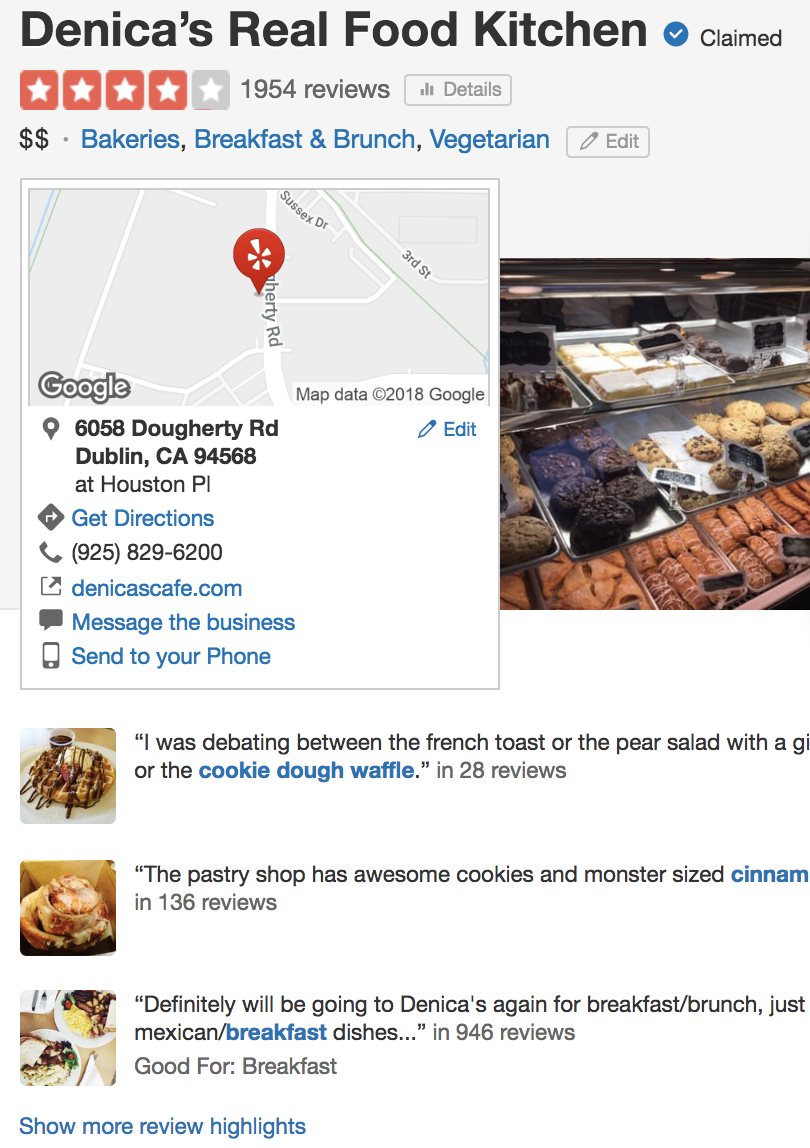 Denica’s Real Food Kitchen Claimed
1954 reviews Details
$$ · Bakeries, Breakfast & Brunch, Vegetarian Edit
Sussex Dr
3rd St
gherty Rd
Google
Map data ©2018 Google
6058 Dougherty Rd Edit
Dublin, CA 94568
at Houston Pl
Get Directions
(925) 829-6200
denicascafe.com
Message the business
Send to your Phone
“I was debating between the french toast or the pear salad with a gi
or the cookie dough waffle.” in 28 reviews
“The pastry shop has awesome cookies and monster sized cinnam
in 136 reviews
“Definitely will be going to Denica's again for breakfast/brunch, just
mexican/breakfast dishes...” in 946 reviews
Good For: Breakfast
Show more review highlights